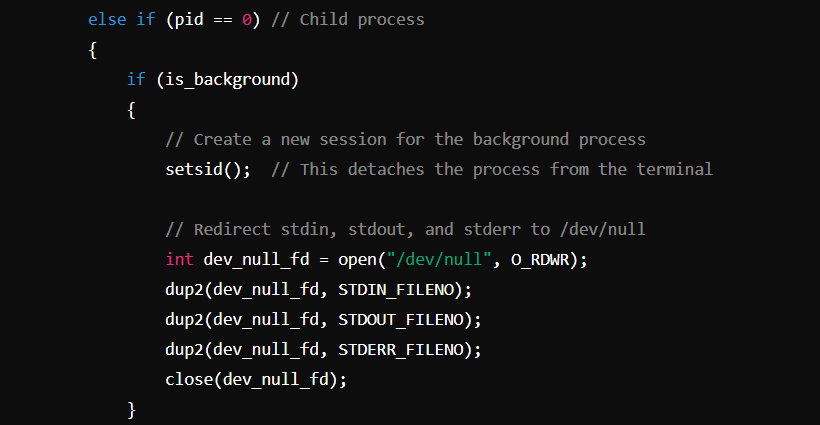 else if (pid == 0) // Child process
{
if (is_background)
{
// Create a new session for the background process
setsid();  // This detaches the process from the terminal
// Redirect stdin, stdout, and stderr to /dev/null
int dev_null_fd = open("/dev/null", O_RDWR);
dup2(dev_null_fd, STDIN_FILENO);
dup2(dev_null_fd, STDOUT_FILENO);
dup2(dev_null_fd, STDERR_FILENO);
close(dev_null_fd);
}